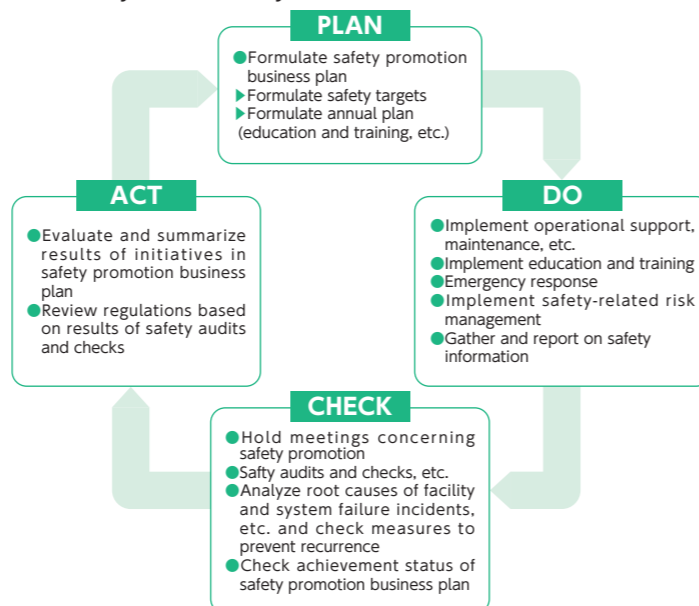 PLAN
●Formulate safety promotion
business plan
▶Formulate safety targets
▶Formulate annual plan
(education and training, etc.)
DO
●Implement operational support,
maintenance, etc.
●Implement education and training
●Emergency response
●Implement safety-related risk
management
●Gather and report on safety
information
CHECK
●Hold meetings concerning
safety promotion
●Safty audits and checks, etc.
●Analyze root causes of facility
and system failure incidents,
etc. and check measures to
prevent recurrence
●Check achievement status of
safety promotion business plan
ACT
●Evaluate and summarize
results of initiatives in
safety promotion business
plan
●Review regulations based
on results of safety audits
and checks